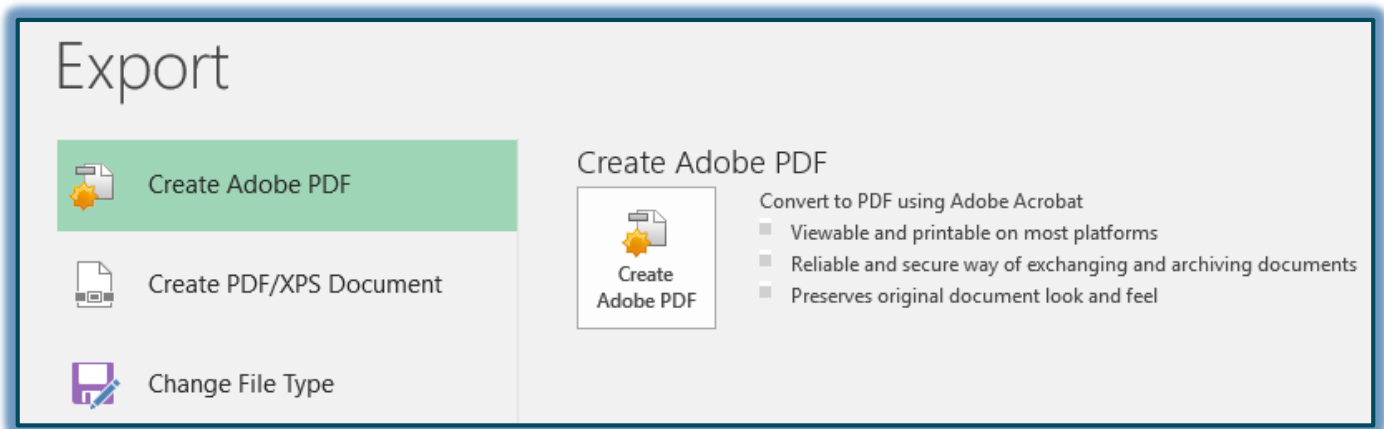 Export
Create Adobe PDF
Create PDF/XPS Document
Change File Type
Create Adobe PDF
Create
Adobe PDF
Convert to PDF using Adobe Acrobat
Viewable and printable on most platforms
Reliable and secure way of exchanging and archiving documents
Preserves original document look and feel